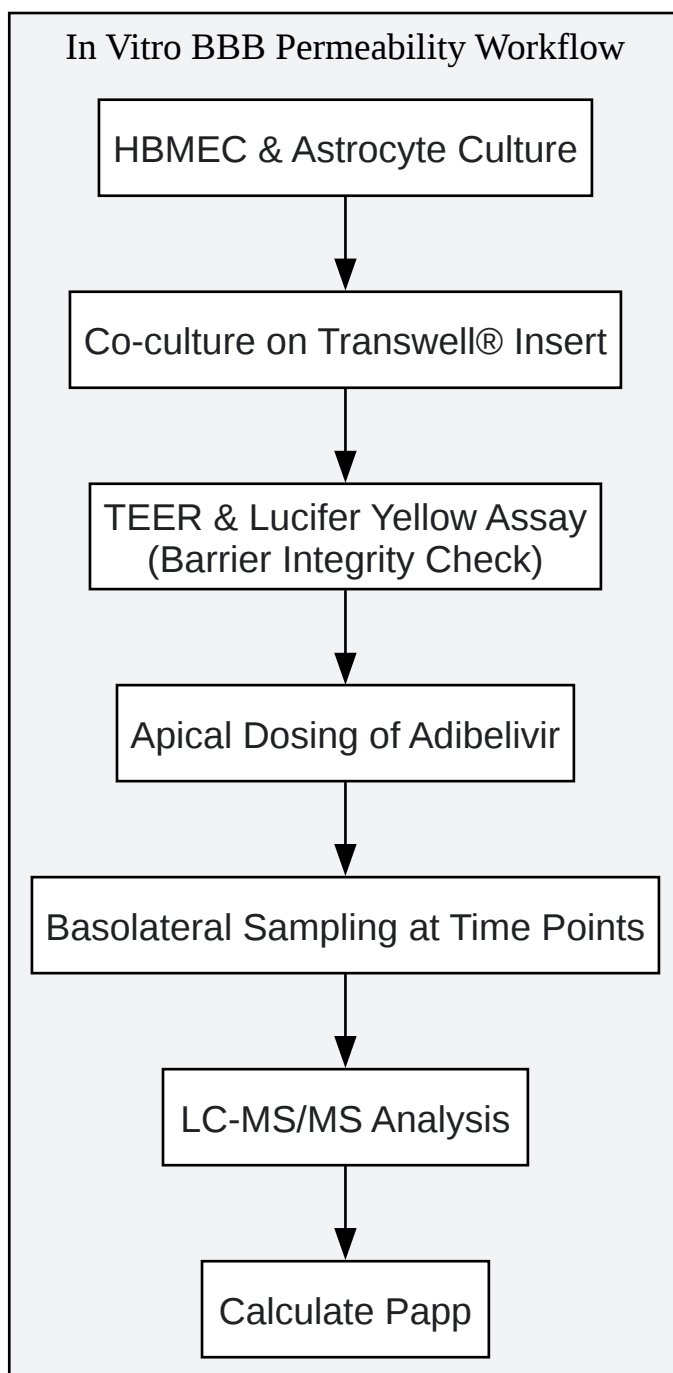 In Vitro BBB Permeability Workflow
HBMEC & Astrocyte Culture
Co-culture on Transwell® Insert
TEER & Lucifer Yellow Assay
(Barrier Integrity Check)
Apical Dosing of Adibelivir
Basolateral Sampling at Time Points
LC-MS/MS Analysis
Calculate Papp